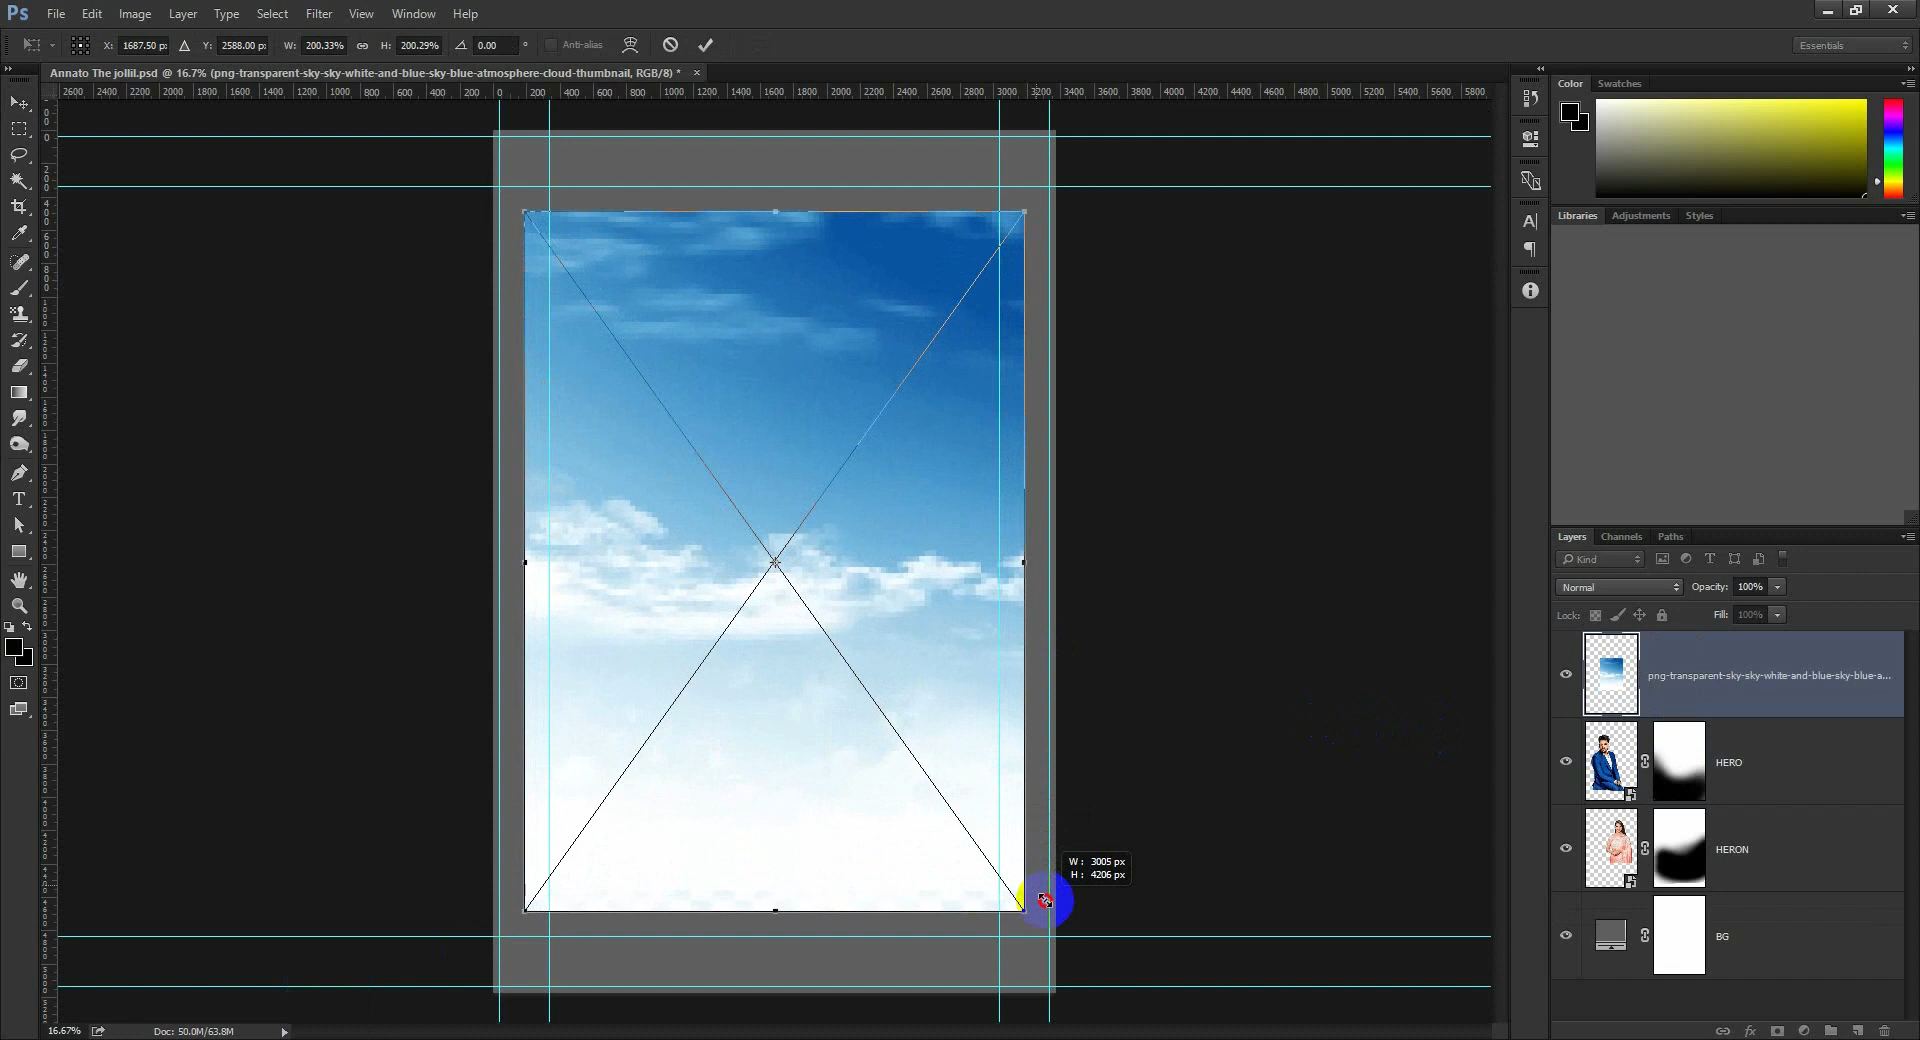 Ps File Edit Image Layer Type Select Filter View Window Help
X: 1687.50 px Y: 2588.00 px W: 200.33% H: 200.29% 0.00 ° Anti-alias Essentials
Annato The jollil.psd @ 16.7% (png-transparent-sky-sky-white-and-blue-sky-blue-atmosphere-cloud-thumbnail, RGB/8) * ×
2600 2400 2200 2000 1800 1600 1400 1200 1000 800 600 400 200 0 200 400 600 800 1000 1200 1400 1600 1800 2000 2200 2400 2600 2800 3000 3200 3400 3600 3800 4000 4200 4400 4600 4800 5000 5200 5400 5600 5800
Color Swatches
Libraries Adjustments Styles
Layers Channels Paths
Kind
Normal Opacity: 100%
Lock: Fill: 100%
png-transparent-sky-sky-white-and-blue-sky-blue-a...
HERO
HERON
BG
W : 3005 px
H : 4206 px
16.67% Doc: 50.0M/63.8M